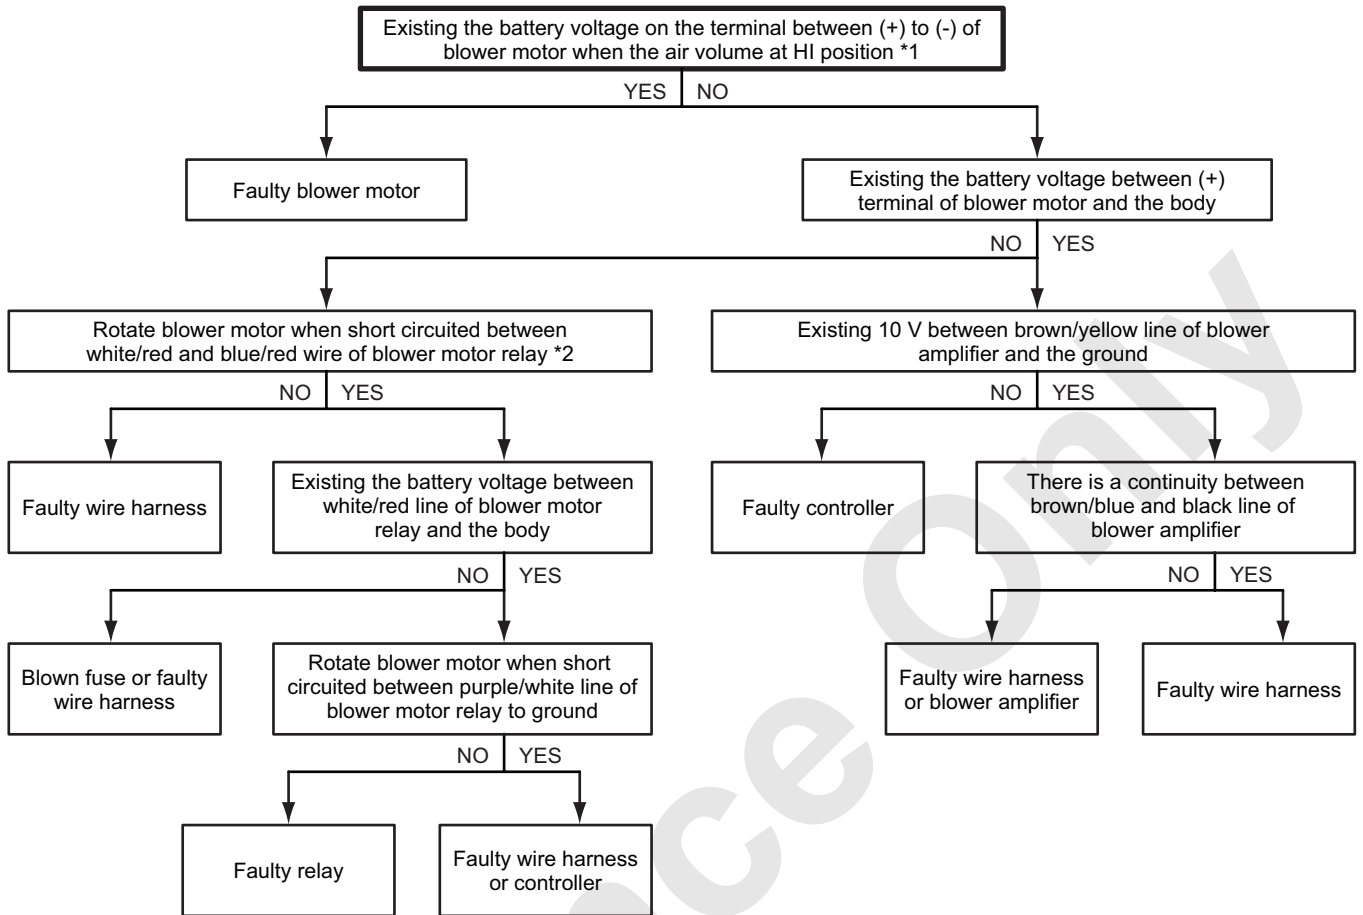 Existing the battery voltage on the terminal between (+) to (-) of
blower motor when the air volume at HI position *1
YES NO
Faulty blower motor
Existing the battery voltage between (+)
terminal of blower motor and the body
NO YES
Rotate blower motor when short circuited between
white/red and blue/red wire of blower motor relay *2
Existing 10 V between brown/yellow line of blower
amplifier and the ground
NO YES
NO YES
Faulty wire harness
Existing the battery voltage between
white/red line of blower motor
relay and the body
Faulty controller
There is a continuity between
brown/blue and black line of
blower amplifier
NO YES
NO YES
Blown fuse or faulty
wire harness
Rotate blower motor when short
circuited between purple/white line of
blower motor relay to ground
Faulty wire harness
or blower amplifier
Faulty wire harness
NO YES
Faulty relay
Faulty wire harness
or controller
nce Only